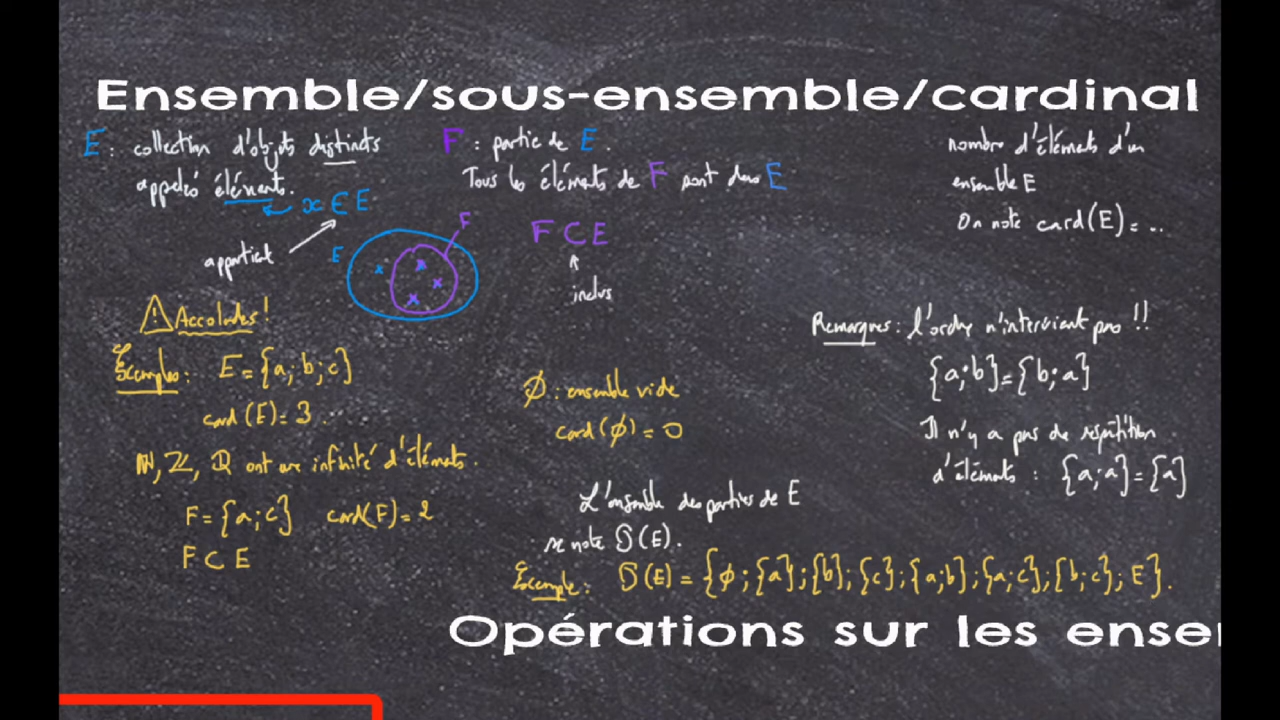 Ensemble/sous-ensemble/cardinal
E : collection d'objets distincts
appelés éléments.
x ∈ E
appartient
E
F
F : partie de E.
Tous les éléments de F sont dans E
F ⊂ E
↑
inclus
nombre d'éléments d'un
ensemble E
On note card(E) = ...
⚠ Accolades !
Exemples : E = {a ; b ; c}
card(E) = 3.
ℕ, ℤ, ℝ ont une infinité d'éléments.
F = {a ; c} card(F) = 2
F ⊂ E
∅ : ensemble vide
card(∅) = 0
Remarques : l'ordre n'intervient pas !!
{a ; b} = {b ; a}
Il n'y a pas de répétition
d'éléments : {a ; a} = {a}
L'ensemble des parties de E
se note 𝒫(E).
Exemple : 𝒫(E) = {∅ ; {a} ; {b} ; {c} ; {a ; b} ; {a ; c} ; {b ; c} ; E}.
Opérations sur les ense